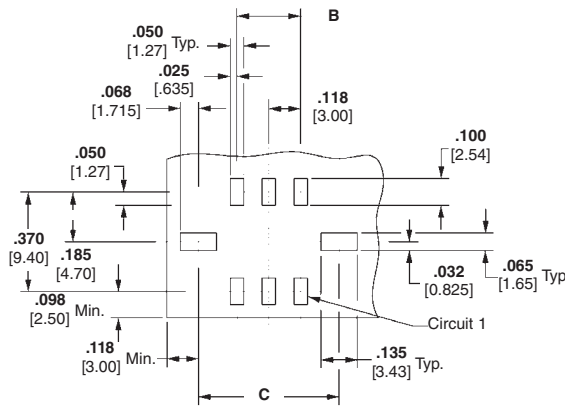 B
.050
[1.27] Typ.
.025
[.635]
.068
[1.715]
.118
[3.00]
.100
[2.54]
.050
[1.27]
.370
[9.40]
.185
[4.70]
.032
[0.825]
.065
[1.65] Typ
.098
[2.50] Min.
Circuit 1
.118
[3.00] Min.
.135
[3.43] Typ.
C